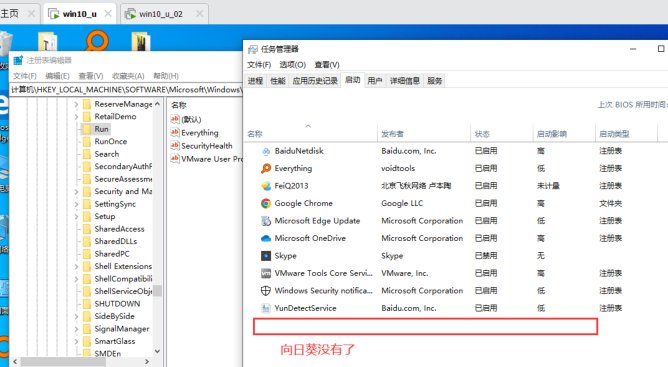 主页 win10_u win10_u_02
注册表编辑器
文件(F) 编辑(E) 查看(V) 收藏夹(A) 帮助(H)
计算机\HKEY_LOCAL_MACHINE\SOFTWARE\Microsoft\Windows\
ReserveManage
RetailDemo
Run
RunOnce
Search
SecondaryAuthF
SecureAssessme
Security and Ma
SettingSync
Setup
SharedAccess
SharedDLLs
SharedPC
Shell Extensions
ShellCompatibili
ShellServiceObje
SHUTDOWN
SideBySide
SignalManager
SmartGlass
SMDEn
名称
(默认)
Everything
SecurityHealth
VMware User Pro
任务管理器
文件(F) 选项(O) 查看(V)
进程 性能 应用历史记录 启动 用户 详细信息 服务
上次 BIOS 所用时间:
名称 发布者 状态 启动影响 启动类型
BaiduNetdisk Baidu.com, Inc. 已启用 高 注册表
Everything voidtools 已启用 低 注册表
FeiQ2013 北京飞秋网络 卢本陶 已启用 未计量 注册表
Google Chrome Google LLC 已启用 高 文件夹
Microsoft Edge Update Microsoft Corporation 已启用 低 注册表
Microsoft OneDrive Microsoft Corporation 已启用 高 注册表
Skype Skype 已禁用 无
VMware Tools Core Servi... VMware, Inc. 已启用 高 注册表
Windows Security notifica... Microsoft Corporation 已启用 低 注册表
YunDetectService Baidu.com, Inc. 已启用 低 注册表
向日葵没有了